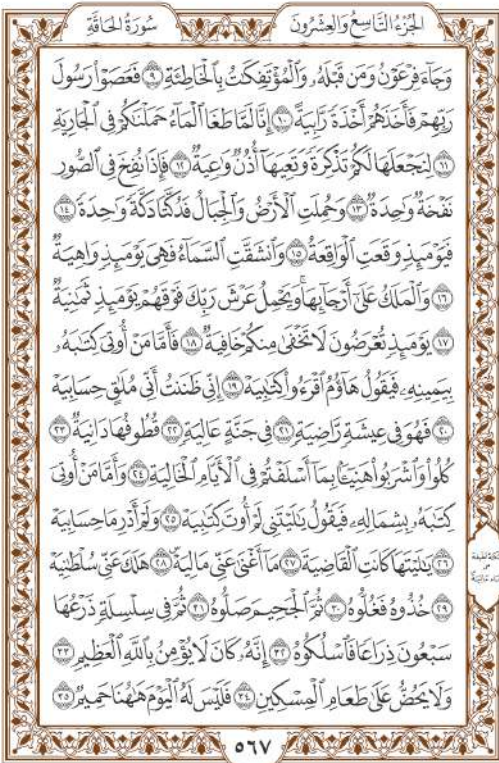 سُورَةُ الحَاقَّةِ
الجُزْءُ التَّاسِعُ وَالعِشْرُونَ
وَجَآءَ فِرْعَوْنُ وَمَن قَبْلَهُۥ وَٱلْمُؤْتَفِكَٰتُ بِٱلْخَاطِئَةِ ٩ فَعَصَوْا۟ رَسُولَ
رَبِّهِمْ فَأَخَذَهُمْ أَخْذَةً رَّابِيَةً ١٠ إِنَّا لَمَّا طَغَا ٱلْمَآءُ حَمَلْنَٰكُمْ فِى ٱلْجَارِيَةِ
١١ لِنَجْعَلَهَا لَكُمْ تَذْكِرَةً وَتَعِيَهَآ أُذُنٌ وَٰعِيَةٌ ١٢ فَإِذَا نُفِخَ فِى ٱلصُّورِ
نَفْخَةٌ وَٰحِدَةٌ ١٣ وَحُمِلَتِ ٱلْأَرْضُ وَٱلْجِبَالُ فَدُكَّتَا دَكَّةً وَٰحِدَةً ١٤
فَيَوْمَئِذٍ وَقَعَتِ ٱلْوَاقِعَةُ ١٥ وَٱنشَقَّتِ ٱلسَّمَآءُ فَهِىَ يَوْمَئِذٍ وَاهِيَةٌ
١٦ وَٱلْمَلَكُ عَلَىٰٓ أَرْجَآئِهَا ۚ وَيَحْمِلُ عَرْشَ رَبِّكَ فَوْقَهُمْ يَوْمَئِذٍ ثَمَٰنِيَةٌ
١٧ يَوْمَئِذٍ تُعْرَضُونَ لَا تَخْفَىٰ مِنكُمْ خَافِيَةٌ ١٨ فَأَمَّا مَنْ أُوتِىَ كِتَٰبَهُۥ
بِيَمِينِهِۦ فَيَقُولُ هَآؤُمُ ٱقْرَءُوا۟ كِتَٰبِيَهْ ١٩ إِنِّى ظَنَنتُ أَنِّى مُلَٰقٍ حِسَابِيَهْ
٢٠ فَهُوَ فِى عِيشَةٍ رَّاضِيَةٍ ٢١ فِى جَنَّةٍ عَالِيَةٍ ٢٢ قُطُوفُهَا دَانِيَةٌ ٢٣
كُلُوا۟ وَٱشْرَبُوا۟ هَنِيٓـًٔۢا بِمَآ أَسْلَفْتُمْ فِى ٱلْأَيَّامِ ٱلْخَالِيَةِ ٢٤ وَأَمَّا مَنْ أُوتِىَ
كِتَٰبَهُۥ بِشِمَالِهِۦ فَيَقُولُ يَٰلَيْتَنِى لَمْ أُوتَ كِتَٰبِيَهْ ٢٥ وَلَمْ أَدْرِ مَا حِسَابِيَهْ
٢٦ يَٰلَيْتَهَا كَانَتِ ٱلْقَاضِيَةَ ٢٧ مَآ أَغْنَىٰ عَنِّى مَالِيَهْ ۜ ٢٨ هَلَكَ عَنِّى سُلْطَٰنِيَهْ
٢٩ خُذُوهُ فَغُلُّوهُ ٣٠ ثُمَّ ٱلْجَحِيمَ صَلُّوهُ ٣١ ثُمَّ فِى سِلْسِلَةٍ ذَرْعُهَا
سَبْعُونَ ذِرَاعًا فَٱسْلُكُوهُ ٣٢ إِنَّهُۥ كَانَ لَا يُؤْمِنُ بِٱللَّهِ ٱلْعَظِيمِ ٣٣
وَلَا يَحُضُّ عَلَىٰ طَعَامِ ٱلْمِسْكِينِ ٣٤ فَلَيْسَ لَهُ ٱلْيَوْمَ هَٰهُنَا حَمِيمٌ ٣٥
٥٦٧